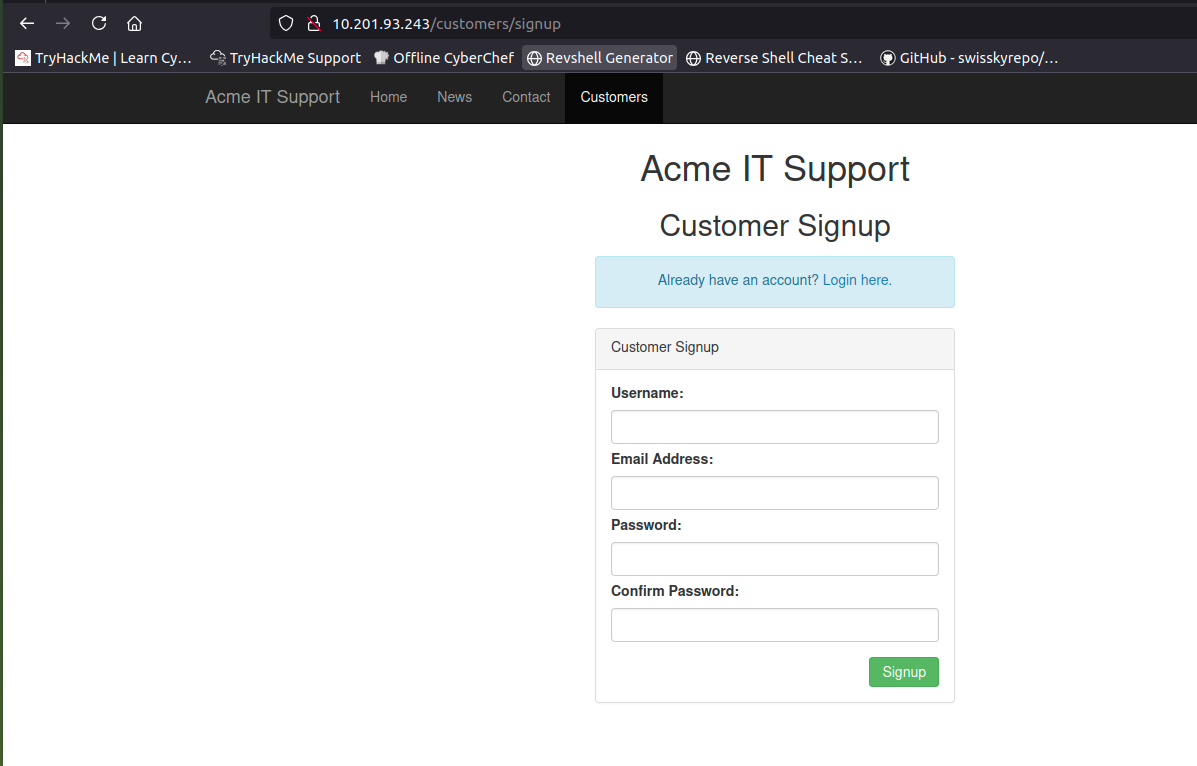 10.201.93.243/customers/signup
TryHackMe | Learn Cy... TryHackMe Support Offline CyberChef Revshell Generator Reverse Shell Cheat S... GitHub - swisskyrepo/...
Acme IT Support Home News Contact Customers
Acme IT Support
Customer Signup
Already have an account? Login here.
Customer Signup
Username:
Email Address:
Password:
Confirm Password:
Signup